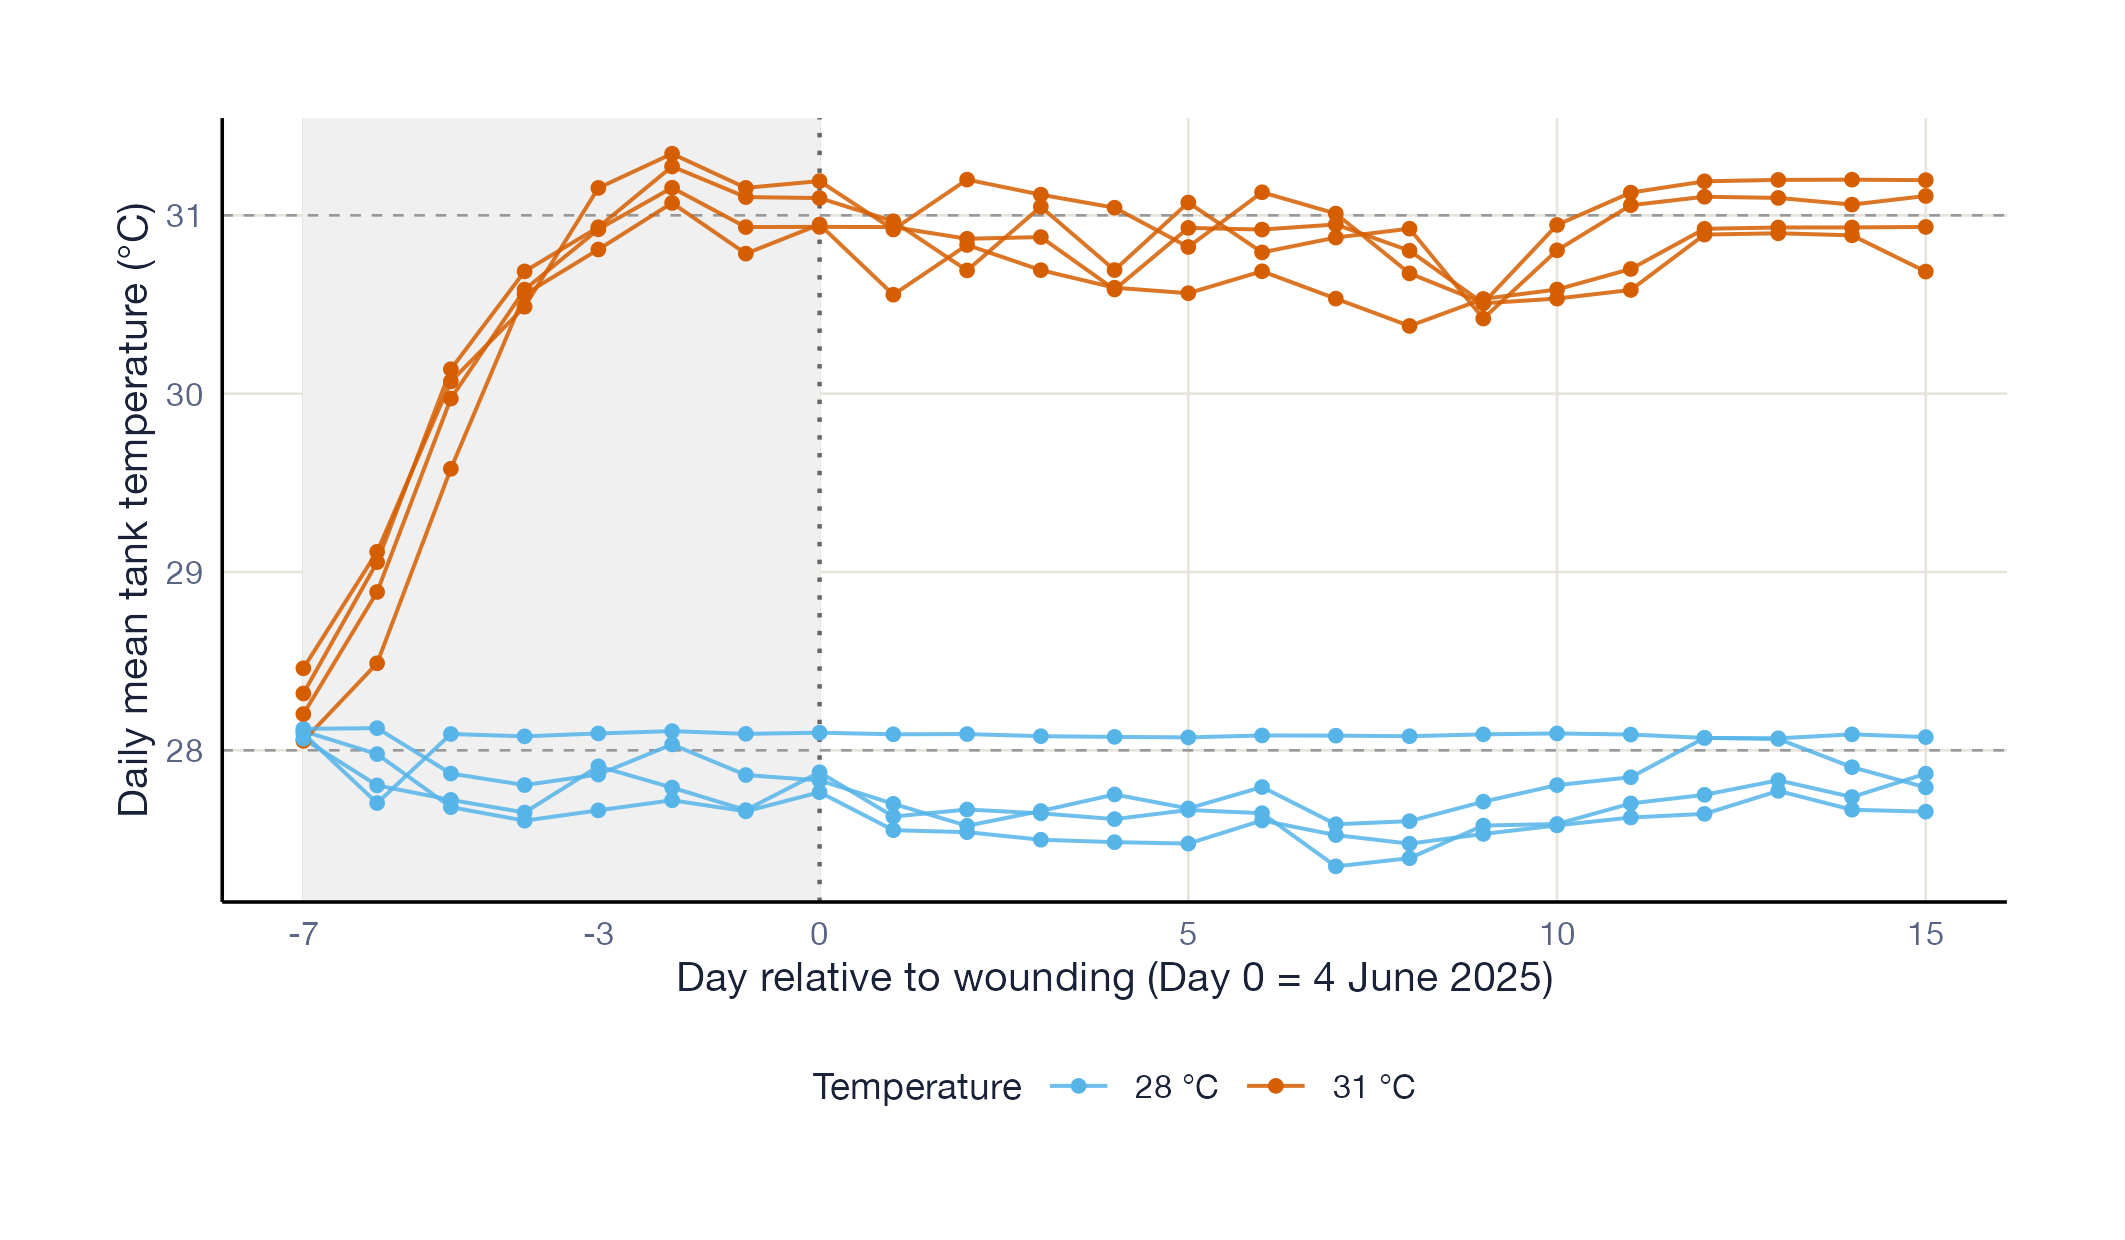 Daily mean tank temperature (°C)
31
30
29
28
-7 -3 0 5 10 15
Day relative to wounding (Day 0 = 4 June 2025)
Temperature 28 °C 31 °C